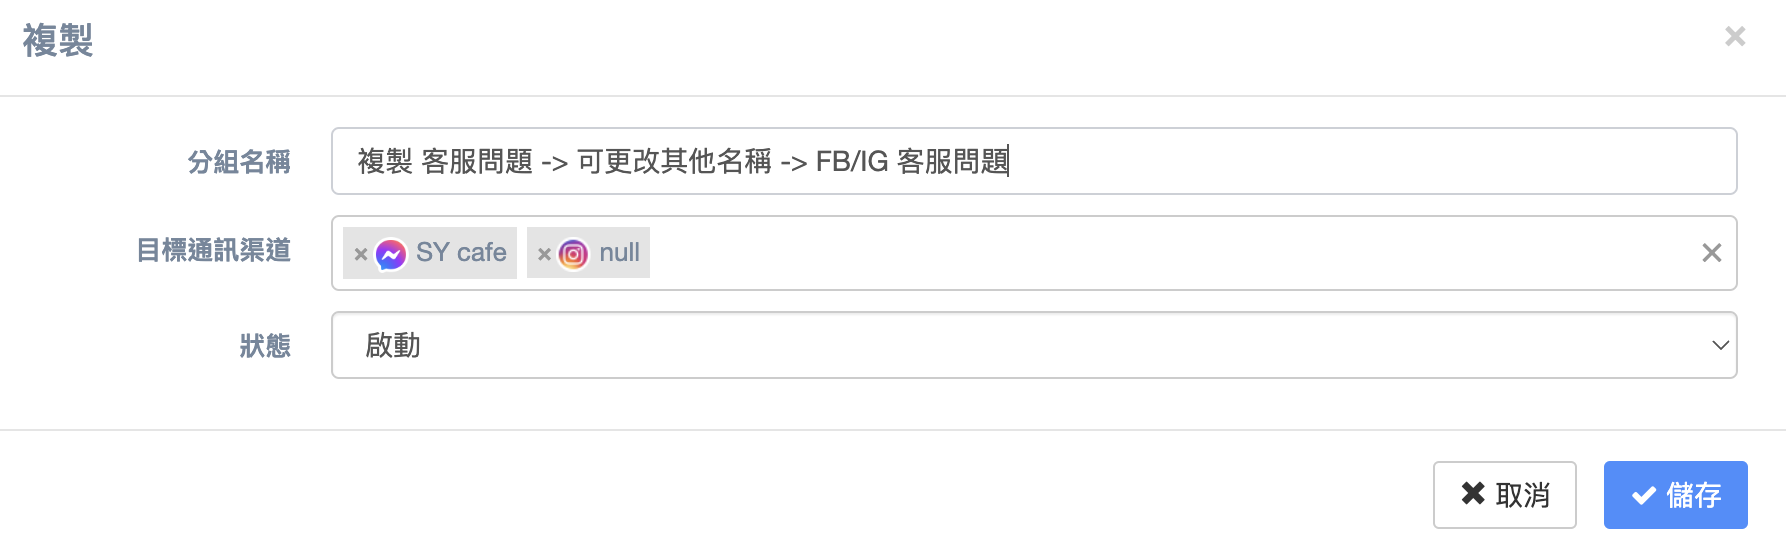 複製
分組名稱
複製 客服問題 -> 可更改其他名稱 -> FB/IG 客服問題
目標通訊渠道
× SY cafe × null ×
狀態
啟動
取消
儲存